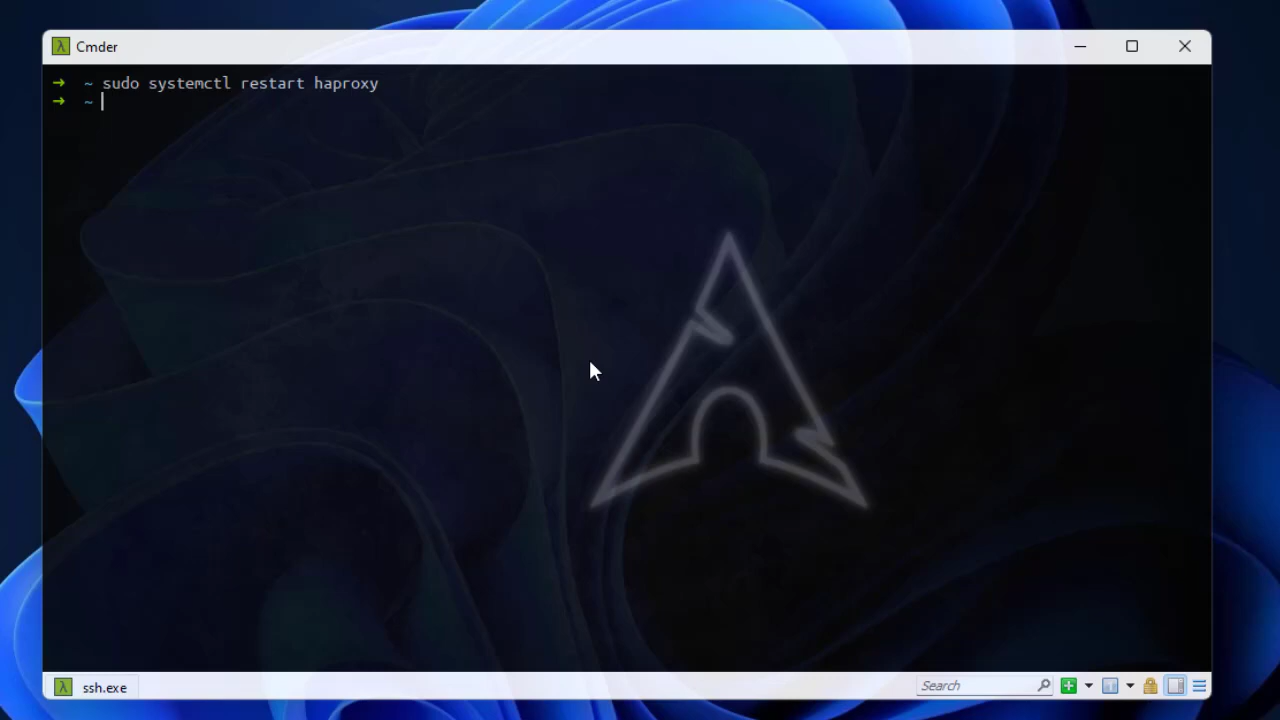 λ Cmder
➜ ~ sudo systemctl restart haproxy
➜ ~
λ ssh.exe
Search